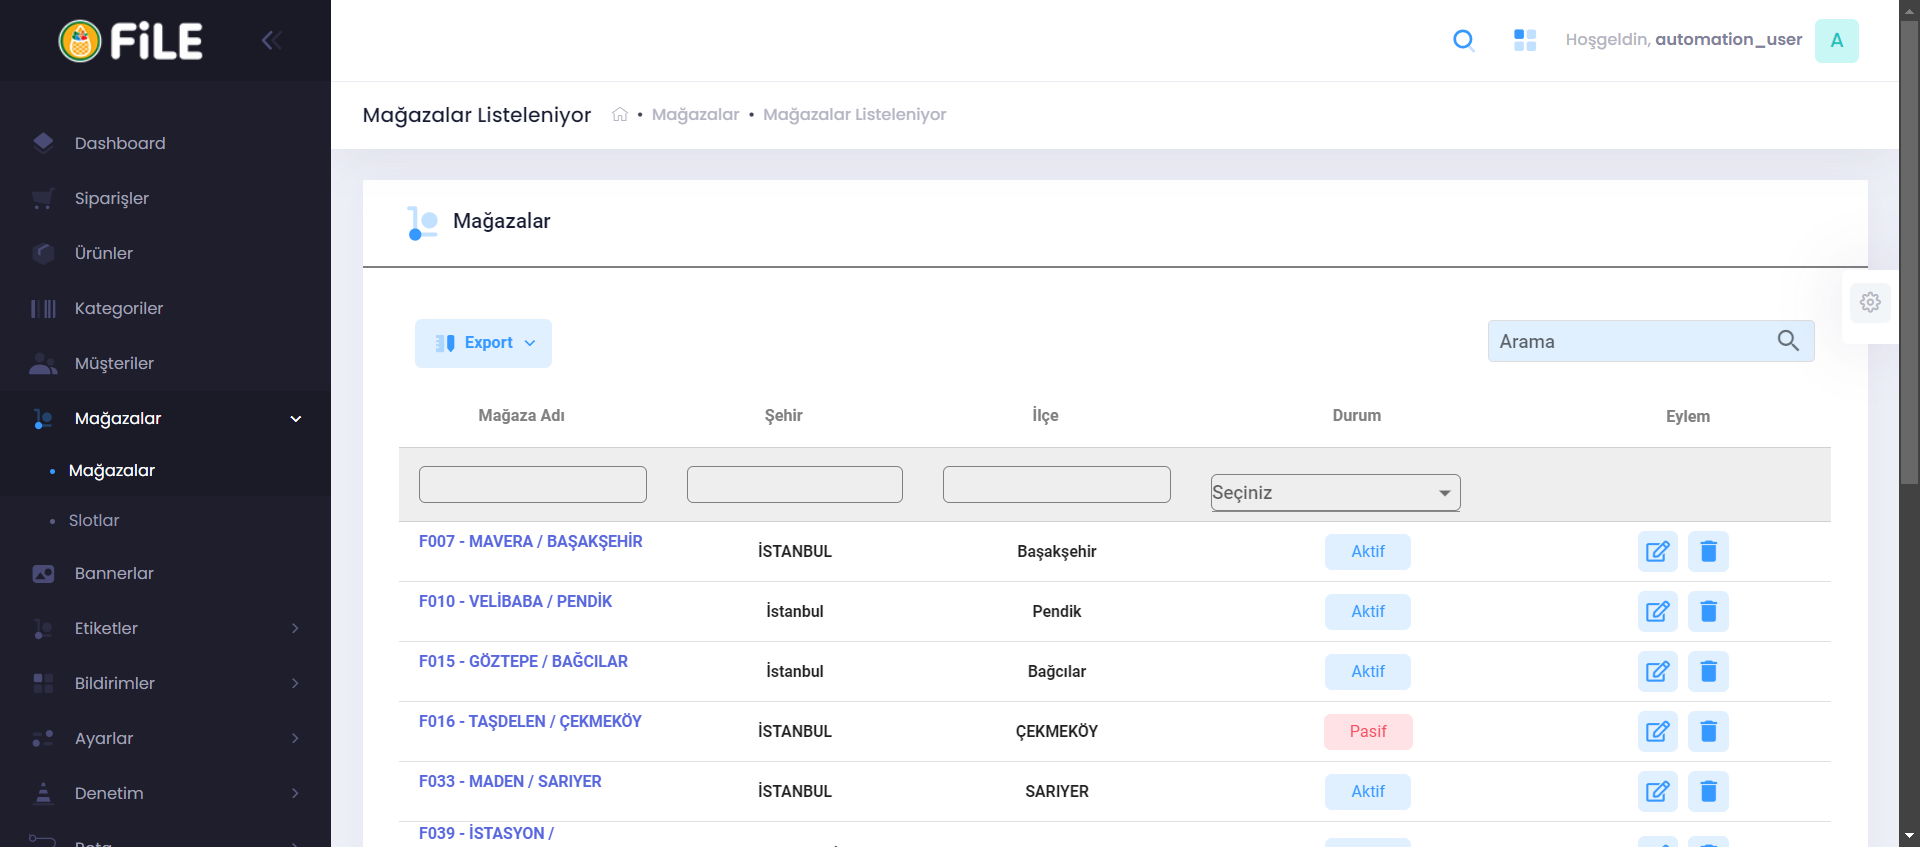 FiLE
Hoşgeldin, automation_user
A
Mağazalar Listeleniyor
Mağazalar • Mağazalar Listeleniyor
Dashboard
Siparişler
Ürünler
Kategoriler
Müşteriler
Mağazalar
Mağazalar
Slotlar
Bannerlar
Etiketler
Bildirimler
Ayarlar
Denetim
Mağazalar
Export
Arama
Mağaza Adı Şehir İlçe Durum Eylem
Seçiniz
F007 - MAVERA / BAŞAKŞEHİR İSTANBUL Başakşehir Aktif
F010 - VELİBABA / PENDİK İstanbul Pendik Aktif
F015 - GÖZTEPE / BAĞCILAR İstanbul Bağcılar Aktif
F016 - TAŞDELEN / ÇEKMEKÖY İSTANBUL ÇEKMEKÖY Pasif
F033 - MADEN / SARIYER İSTANBUL SARIYER Aktif
F039 - İSTASYON /